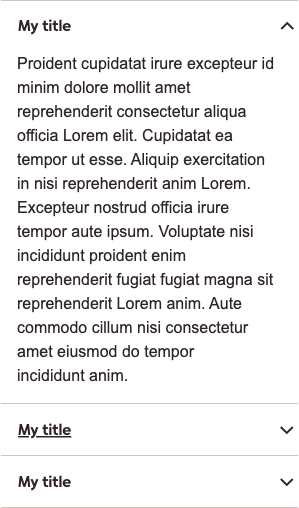 My title
Proident cupidatat irure excepteur id
minim dolore mollit amet
reprehenderit consectetur aliqua
officia Lorem elit. Cupidatat ea
tempor ut esse. Aliquip exercitation
in nisi reprehenderit anim Lorem.
Excepteur nostrud officia irure
tempor aute ipsum. Voluptate nisi
incididunt proident enim
reprehenderit fugiat fugiat magna sit
reprehenderit Lorem anim. Aute
commodo cillum nisi consectetur
amet eiusmod do tempor
incididunt anim.
My title
My title